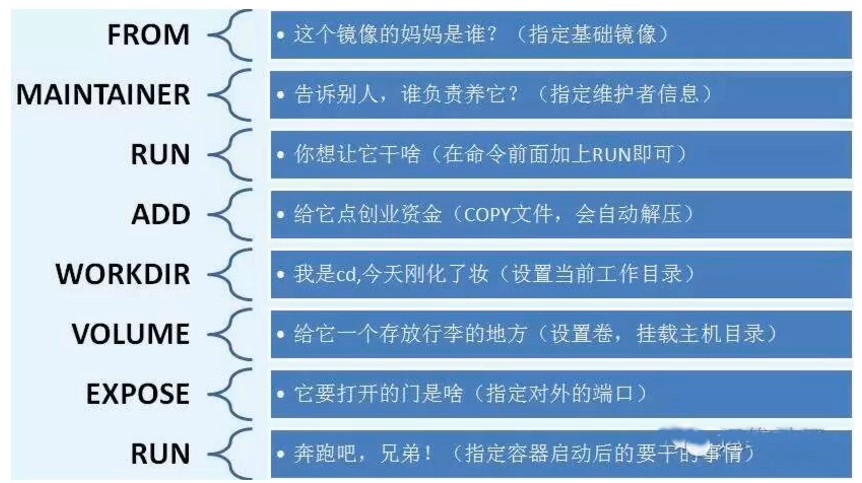 FROM
• 这个镜像的妈妈是谁？（指定基础镜像）
MAINTAINER
• 告诉别人，谁负责养它？（指定维护者信息）
RUN
• 你想让它干啥（在命令前面加上RUN即可）
ADD
• 给它点创业资金（COPY文件，会自动解压）
WORKDIR
• 我是cd,今天刚化了妆（设置当前工作目录）
VOLUME
• 给它一个存放行李的地方（设置卷，挂载主机目录）
EXPOSE
• 它要打开的门是啥（指定对外的端口）
RUN
• 奔跑吧，兄弟！（指定容器启动后的要干的事情）